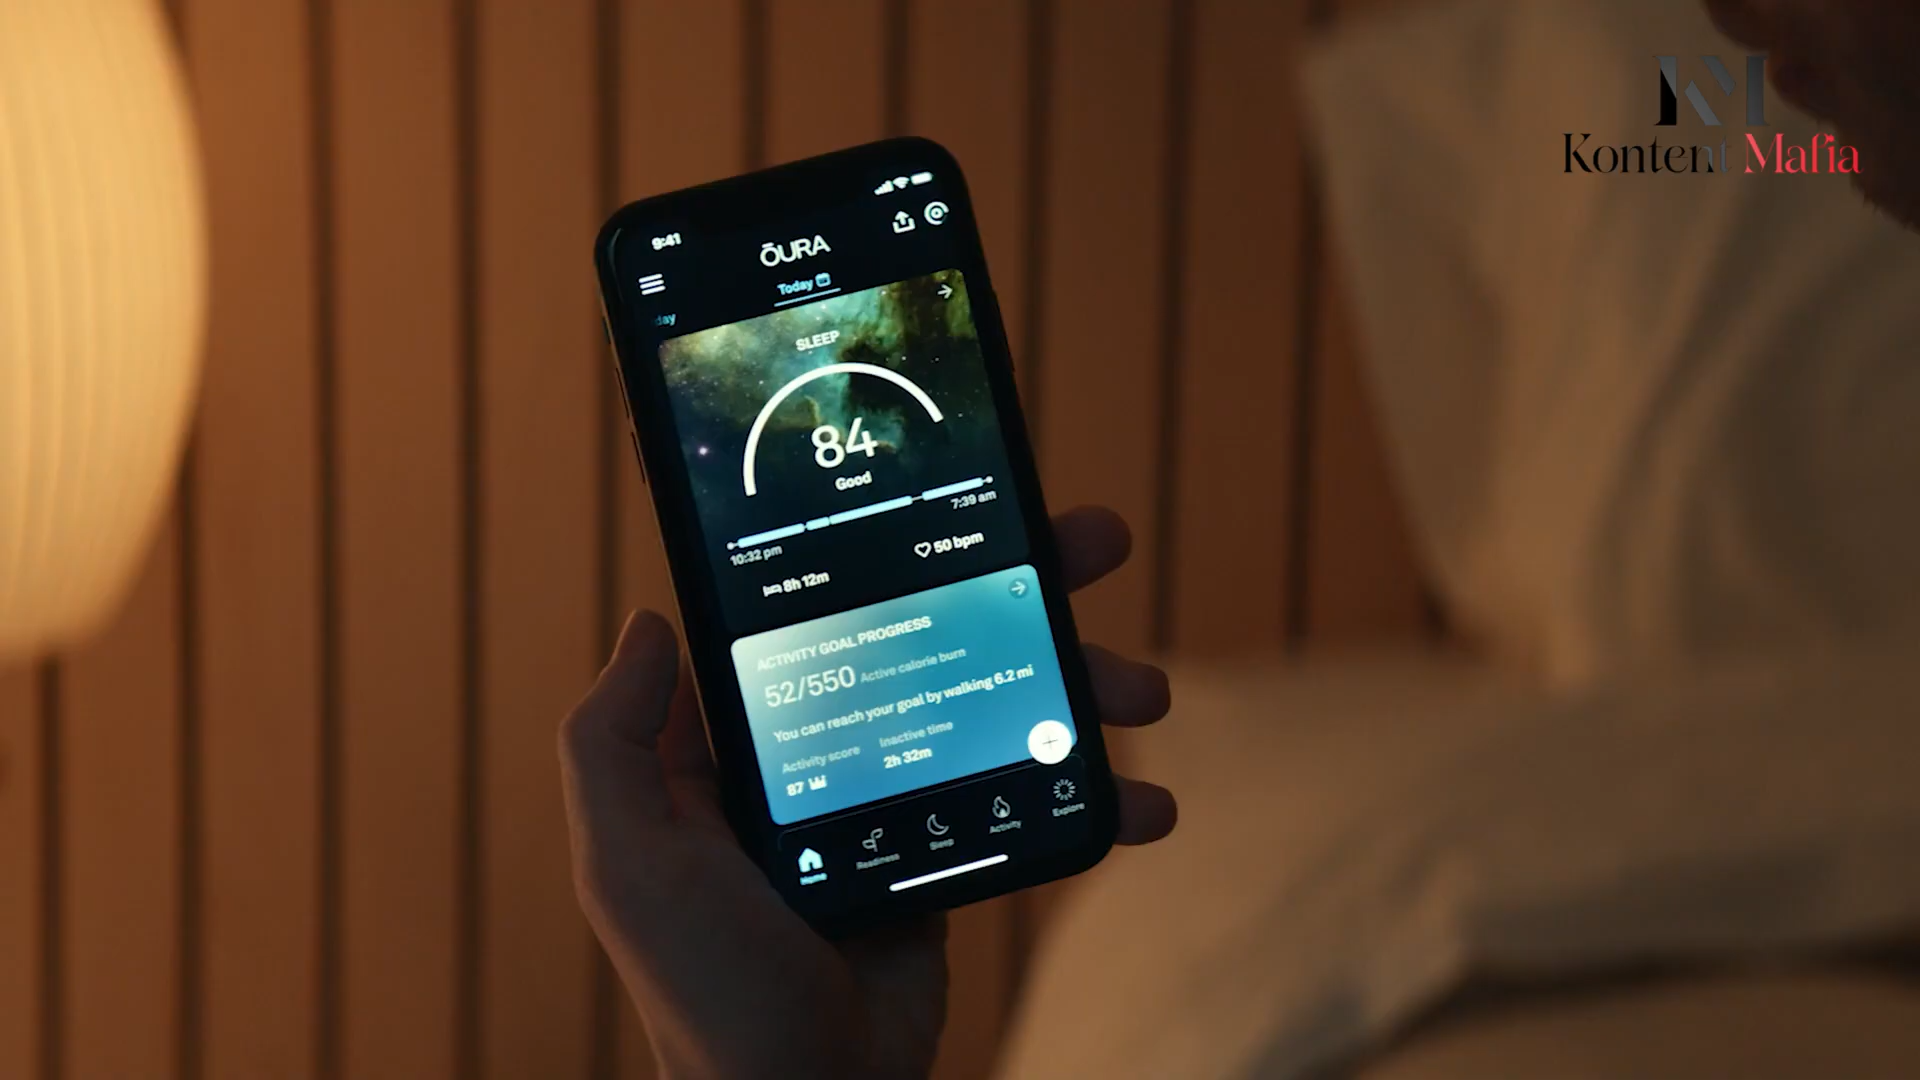 KM
Kontent Mafia
9:41
ŌURA
Today
day
SLEEP
84
Good
10:32 pm
7:39 am
8h 12m
50 bpm
ACTIVITY GOAL PROGRESS
52/550 Active calorie burn
You can reach your goal by walking 6.2 mi
Activity score
Inactive time
87
2h 32m
Home
Readiness
Sleep
Activity
Explore